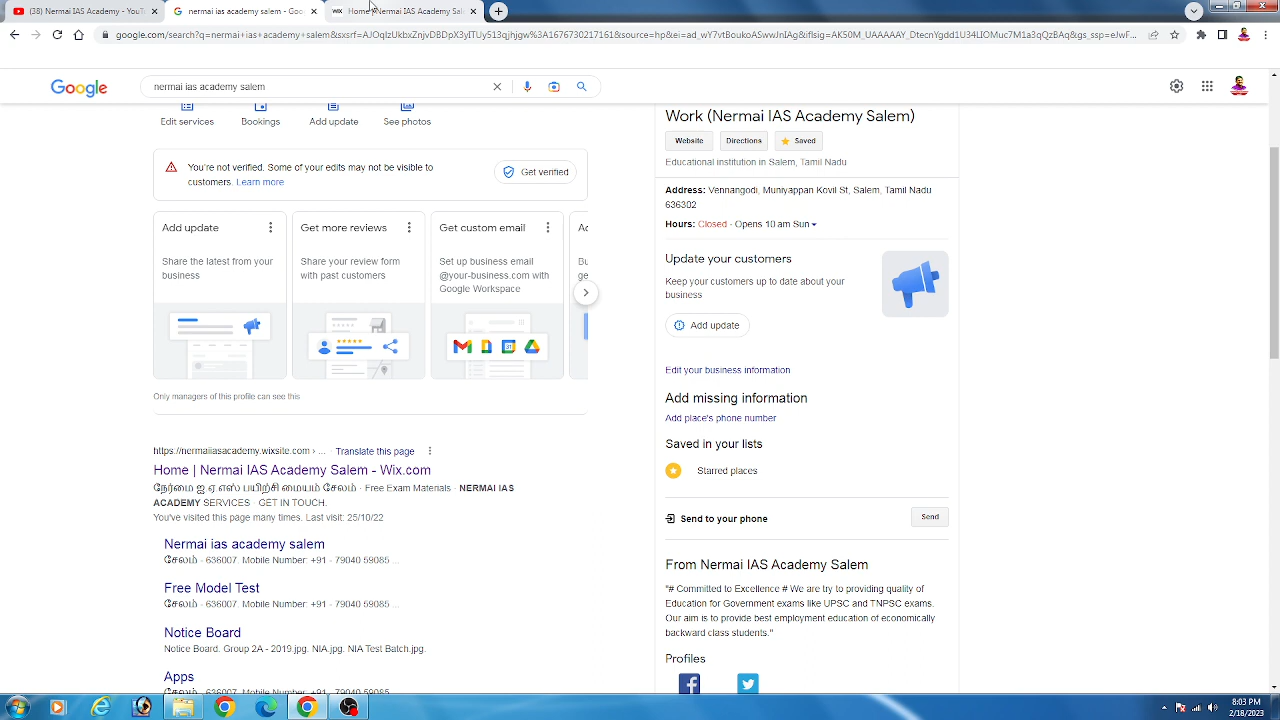 (38) Nermai IAS Academy - YouT
nermai ias academy salem - Goo
WIX Home | Nermai IAS Academy Sal
Google
nermai ias academy salem
Edit services
Bookings
Add update
See photos
You're not verified. Some of your edits may not be visible to
customers. Learn more
Get verified
Add update
Share the latest from your
business
Get more reviews
Share your review form
with past customers
Get custom email
Set up business email
@your-business.com with
Google Workspace
Only managers of this profile can see this
https://nermaiiasacademy.wixsite.com › ... · Translate this page
Home | Nermai IAS Academy Salem - Wix.com
நேர்மை ஐ ஏ எஸ் பயிற்சி மையம் சேலம் · Free Exam Materials · NERMAI IAS
ACADEMY SERVICES · GET IN TOUCH.
You've visited this page many times. Last visit: 25/10/22
Nermai ias academy salem
சேலம் - 636007. Mobile Number: +91 - 79040 59085 ...
Free Model Test
சேலம் - 636007. Mobile Number: +91 - 79040 59085 ...
Notice Board
Notice Board. Group 2A - 2019.jpg. NIA.jpg. NIA Test Batch.jpg.
Apps
சேலம் - 636007. Mobile Number: +91 - 79040 59085 ...
Work (Nermai IAS Academy Salem)
Website
Directions
Saved
Educational institution in Salem, Tamil Nadu
Address: Vennangodi, Muniyappan Kovil St, Salem, Tamil Nadu
636302
Hours: Closed · Opens 10 am Sun
Update your customers
Keep your customers up to date about your
business
Add update
Edit your business information
Add missing information
Add place's phone number
Saved in your lists
Starred places
Send to your phone
Send
From Nermai IAS Academy Salem
"# Committed to Excellence # We are try to providing quality of
Education for Government exams like UPSC and TNPSC exams.
Our aim is to provide best employment education of economically
backward class students."
Profiles
8:03 PM
2/18/2023